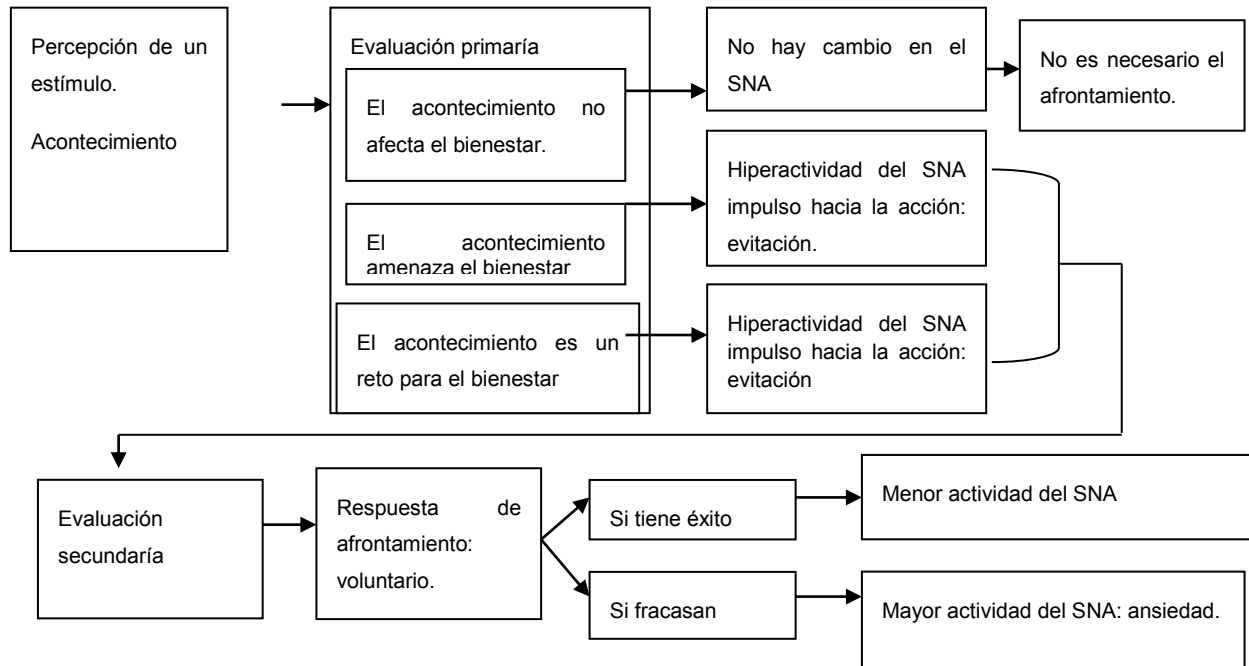 Percepción de un
estímulo.
Acontecimiento
Evaluación primaría
El acontecimiento no
afecta el bienestar.
El acontecimiento
amenaza el bienestar
El acontecimiento es un
reto para el bienestar
No hay cambio en el
SNA
No es necesario el
afrontamiento.
Hiperactividad del SNA
impulso hacia la acción:
evitación.
Hiperactividad del SNA
impulso hacia la acción:
evitación
Evaluación
secundaría
Respuesta de
afrontamiento:
voluntario.
Si tiene éxito
Menor actividad del SNA
Si fracasan
Mayor actividad del SNA: ansiedad.